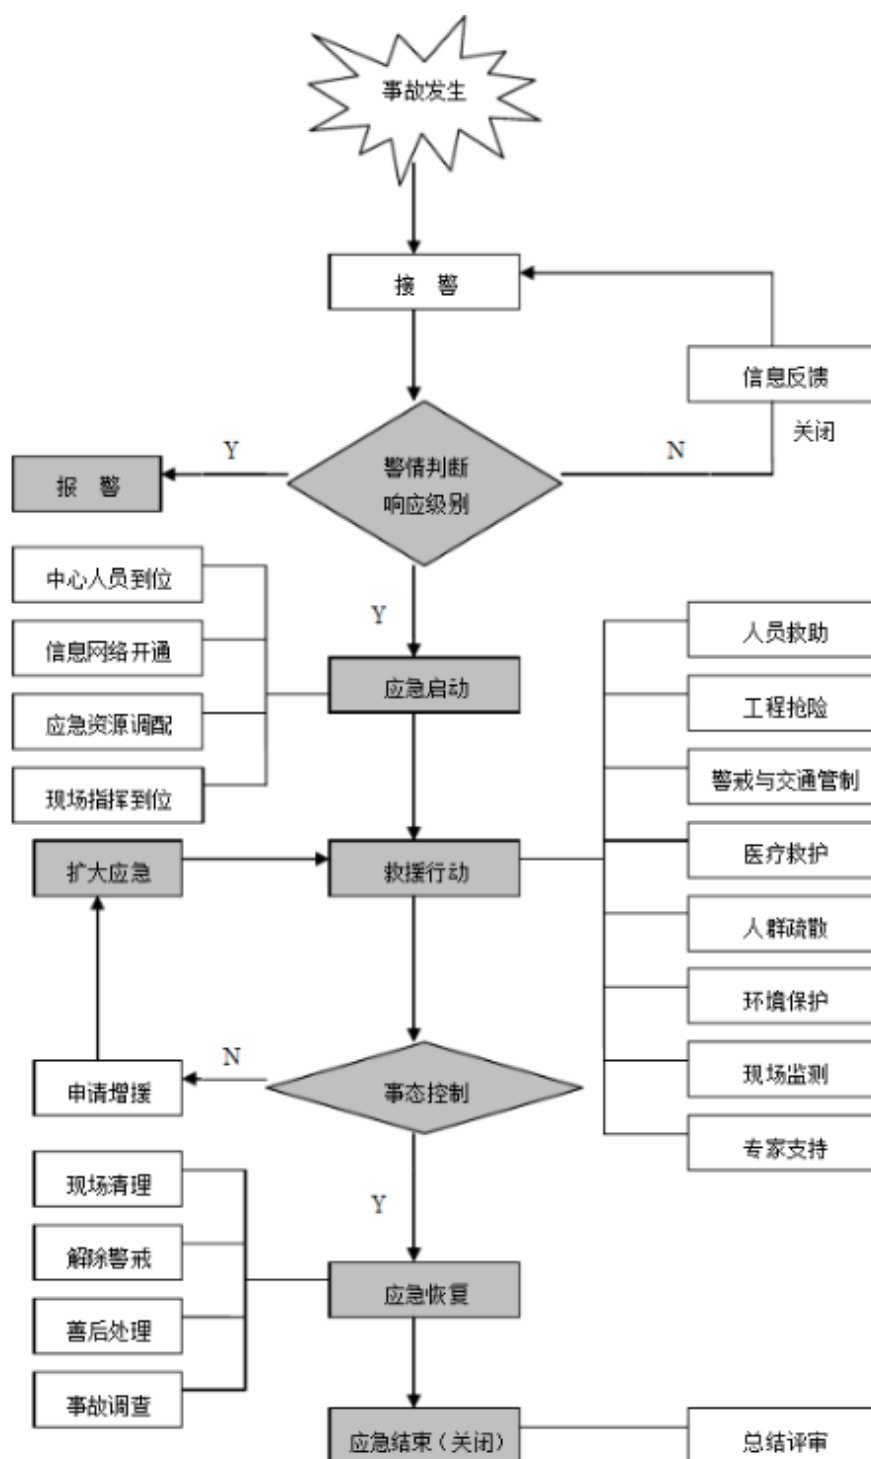 事故发生
接 警
信息反馈
关闭
Y
N
警情判断
响应级别
报 警
中心人员到位
信息网络开通
应急资源调配
现场指挥到位
Y
应急启动
人员救助
工程抢险
警戒与交通管制
医疗救护
人群疏散
环境保护
现场监测
专家支持
扩大应急
救援行动
N
申请增援
事态控制
Y
现场清理
解除警戒
善后处理
事故调查
应急恢复
应急结束（关闭）
总结评审